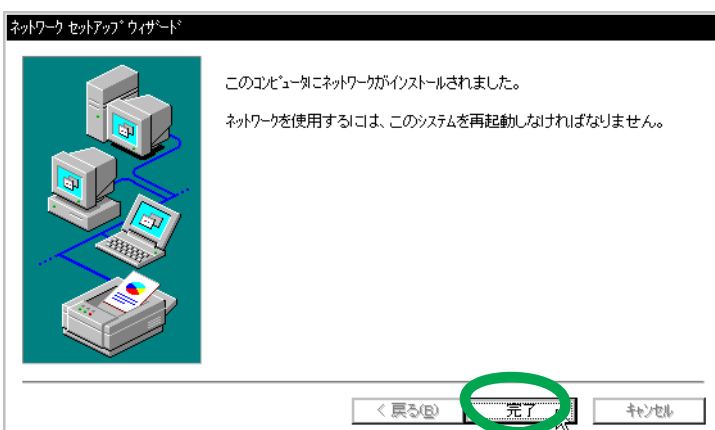 ﾈｯﾄﾜｰｸ ｾｯﾄｱｯﾌﾟ ｳｨｻﾞｰﾄﾞ
このｺﾝﾋﾟｭｰﾀにﾈｯﾄﾜｰｸがｲﾝｽﾄｰﾙされました。
ﾈｯﾄﾜｰｸを使用するには、このｼｽﾃﾑを再起動しなければなりません。
< 戻る(B)
完了
ｷｬﾝｾﾙ